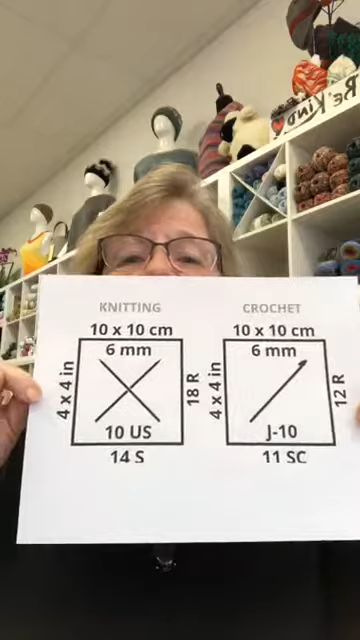 RE'KIND
KNITTING
10 x 10 cm
6 mm
4 x 4 in
18 R
10 US
14 S
CROCHET
10 x 10 cm
6 mm
4 x 4 in
12 R
J-10
11 SC